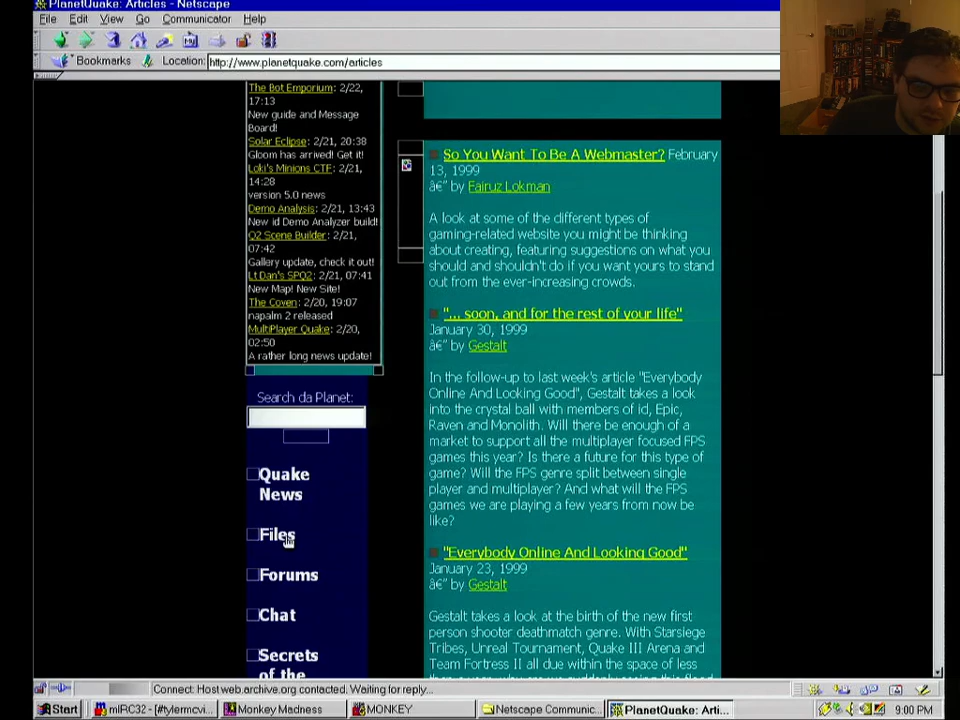 PlanetQuake: Articles - Netscape
File Edit View Go Communicator Help
Bookmarks Location: http://www.planetquake.com/articles
The Bot Emporium: 2/22,
17:13
New guide and Message
Board!
Solar Eclipse: 2/21, 20:38
Gloom has arrived! Get it!
Loki's Minions CTF: 2/21,
14:28
version 5.0 news
Demo Analysis: 2/21, 13:43
New id Demo Analyzer build!
Q2 Scene Builder: 2/21,
07:42
Gallery update, check it out!
Lt Dan's SPQ2: 2/21, 07:41
New Map! New Site!
The Coven: 2/20, 19:07
napalm 2 released
MultiPlayer Quake: 2/20,
02:50
A rather long news update!
Search da Planet:
Quake
News
Files
Forums
Chat
Secrets
of the
So You Want To Be A Webmaster? February
13, 1999
â€" by Fairuz Lokman
A look at some of the different types of
gaming-related website you might be thinking
about creating, featuring suggestions on what you
should and shouldn't do if you want yours to stand
out from the ever-increasing crowds.
"... soon, and for the rest of your life"
January 30, 1999
â€" by Gestalt
In the follow-up to last week's article "Everybody
Online And Looking Good", Gestalt takes a look
into the crystal ball with members of id, Epic,
Raven and Monolith. Will there be enough of a
market to support all the multiplayer focused FPS
games this year? Is there a future for this type of
game? Will the FPS genre split between single
player and multiplayer? And what will the FPS
games we are playing a few years from now be
like?
"Everybody Online And Looking Good"
January 23, 1999
â€" by Gestalt
Gestalt takes a look at the birth of the new first
person shooter deathmatch genre. With Starsiege
Tribes, Unreal Tournament, Quake III Arena and
Team Fortress II all due within the space of less
Connect: Host web.archive.org contacted. Waiting for reply...
Start mIRC32 - [#tylermcvi... Monkey Madness MONKEY Netscape Communic... PlanetQuake: Arti... 9:00 PM